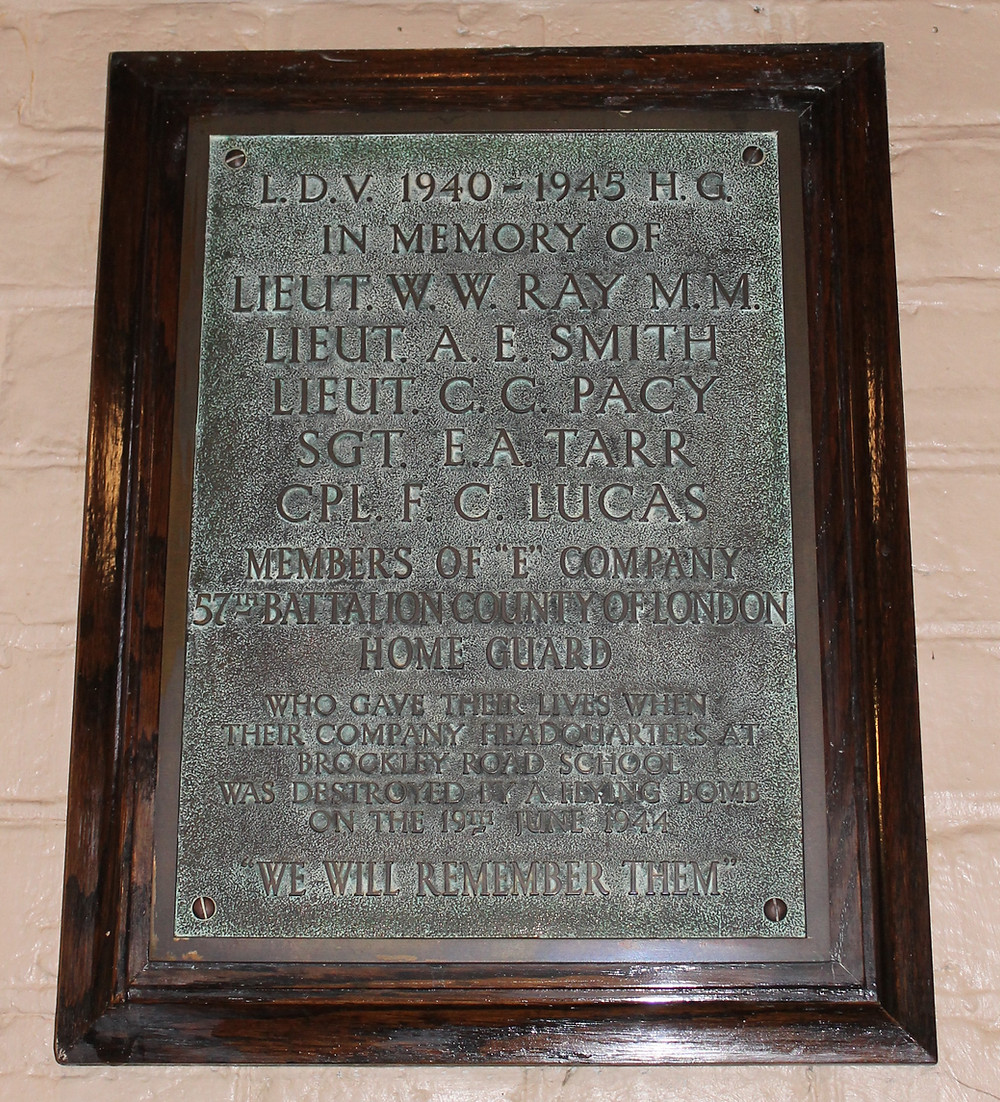 L.D.V. 1940-1945 H.G.
IN MEMORY OF
LIEUT. W. W. RAY M.M.
LIEUT. A. E. SMITH
LIEUT. C. C. PACY
SGT. E.A. TARR
CPL. F. C. LUCAS
MEMBERS OF "E" COMPANY
57TH BATTALION COUNTY OF LONDON
HOME GUARD
WHO GAVE THEIR LIVES WHEN
THEIR COMPANY HEADQUARTERS AT
BROCKLEY ROAD SCHOOL
WAS DESTROYED BY A FLYING BOMB
ON THE 19TH JUNE 1944
"WE WILL REMEMBER THEM"